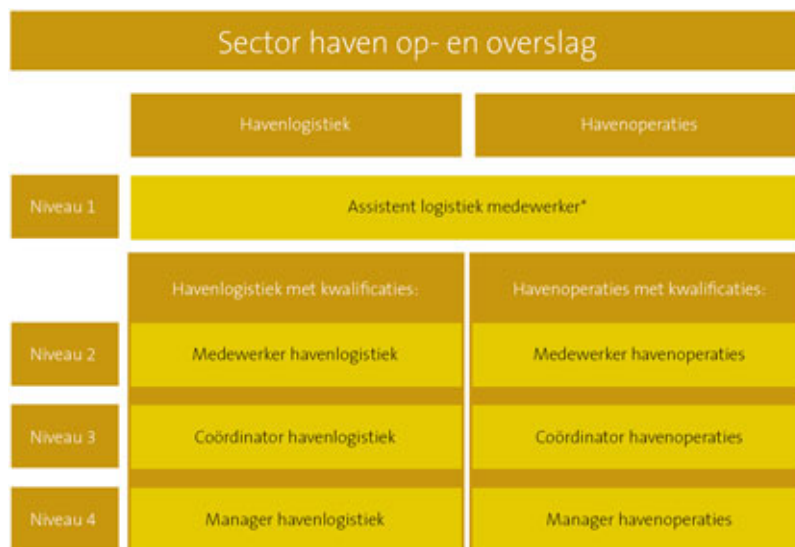 Sector haven op- en overslag
Havenlogistiek
Havenoperaties
Niveau 1
Assistent logistiek medewerker*
Havenlogistiek met kwalificaties:
Havenoperaties met kwalificaties:
Niveau 2
Medewerker havenlogistiek
Medewerker havenoperaties
Niveau 3
Coördinator havenlogistiek
Coördinator havenoperaties
Niveau 4
Manager havenlogistiek
Manager havenoperaties